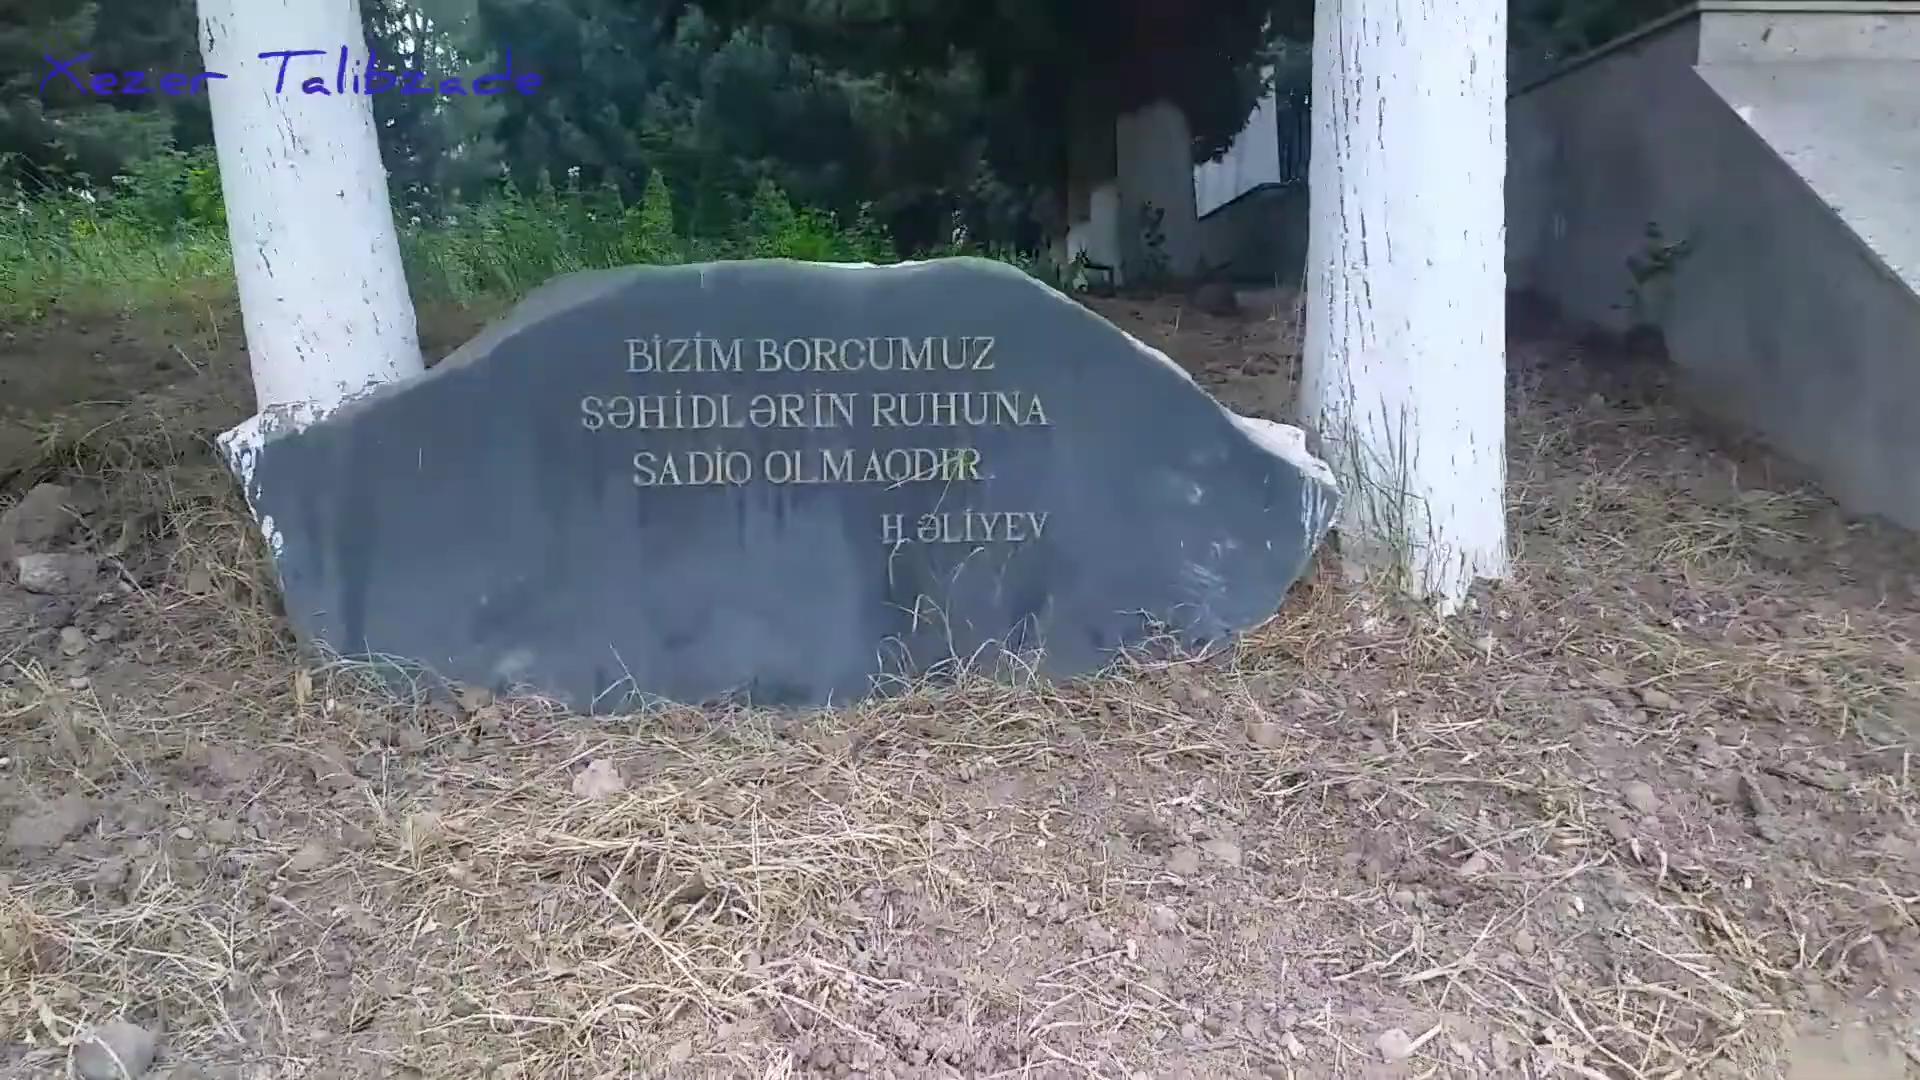 Xezer Talibzade
BİZİM BORCUMUZ
ŞƏHİDLƏRİN RUHUNA
SADİQ OLMAQDIR.
H.ƏLİYEV